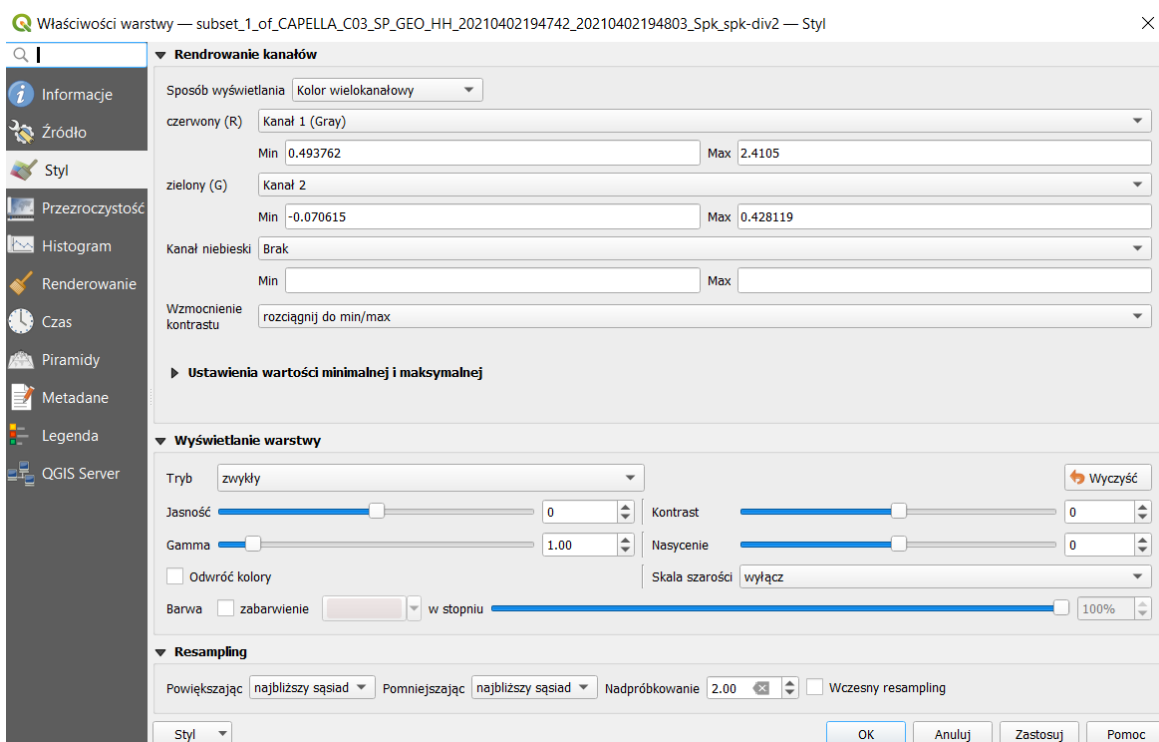 Właściwości warstwy — subset_1_of_CAPELLA_C03_SP_GEO_HH_20210402194742_20210402194803_Spk_spk-div2 — Styl
Informacje
Źródło
Styl
Przezroczystość
Histogram
Renderowanie
Czas
Piramidy
Metadane
Legenda
QGIS Server
Rendrowanie kanałów
Sposób wyświetlania Kolor wielokanałowy
czerwony (R) Kanał 1 (Gray)
Min 0.493762 Max 2.4105
zielony (G) Kanał 2
Min -0.070615 Max 0.428119
Kanał niebieski Brak
Min Max
Wzmocnienie
kontrastu rozciągnij do min/max
Ustawienia wartości minimalnej i maksymalnej
Wyświetlanie warstwy
Tryb zwykły Wyczyść
Jasność 0 Kontrast 0
Gamma 1.00 Nasycenie 0
Odwróć kolory Skala szarości wyłącz
Barwa zabarwienie w stopniu 100%
Resampling
Powiększając najbliższy sąsiad Pomniejszając najbliższy sąsiad Nadpróbkowanie 2.00 Wczesny resampling
Styl OK Anuluj Zastosuj Pomoc